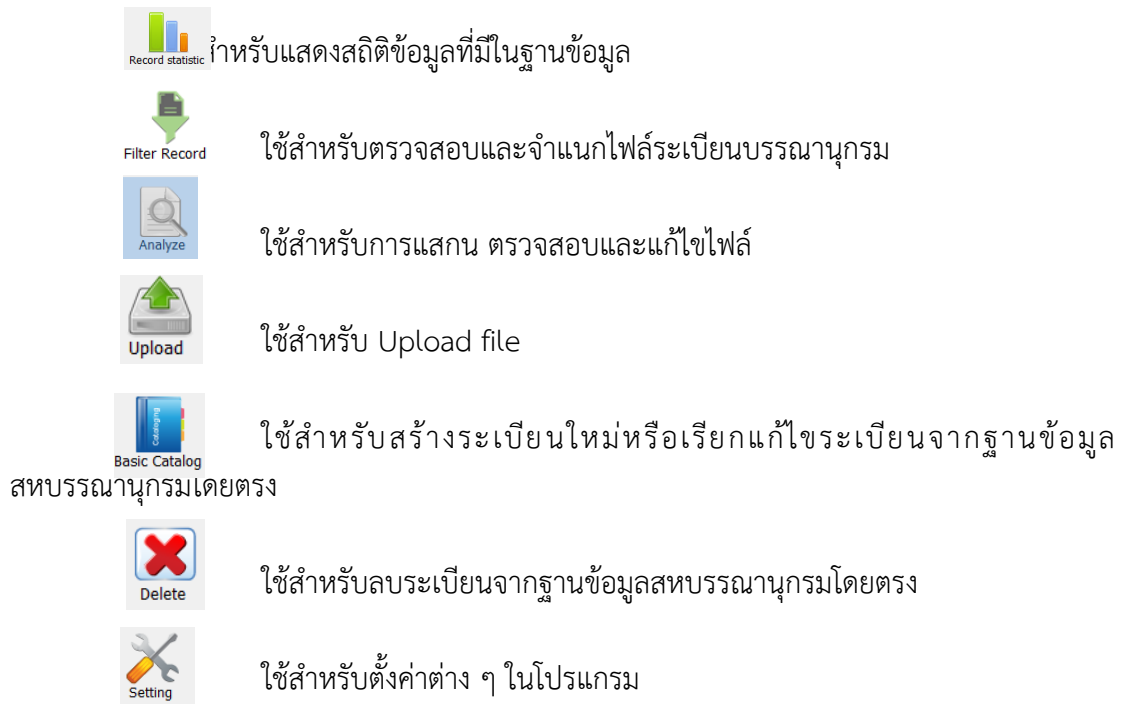 Record statistic สำหรับแสดงสถิติข้อมูลที่มีในฐานข้อมูล
Filter Record ใช้สำหรับตรวจสอบและจำแนกไฟล์ระเบียนบรรณานุกรม
Analyze ใช้สำหรับการแสกน ตรวจสอบและแก้ไขไฟล์
Upload ใช้สำหรับ Upload file
Cataloging
Basic Catalog ใช้สำหรับสร้างระเบียนใหม่หรือเรียกแก้ไขระเบียนจากฐานข้อมูล
สหบรรณานุกรมโดยตรง
Delete ใช้สำหรับลบระเบียนจากฐานข้อมูลสหบรรณานุกรมโดยตรง
Setting ใช้สำหรับตั้งค่าต่าง ๆ ในโปรแกรม